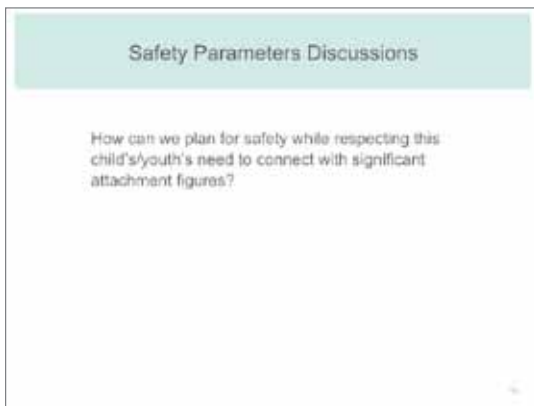 Safety Parameters Discussions
How can we plan for safety while respecting this
child's/youth's need to connect with significant
attachment figures?